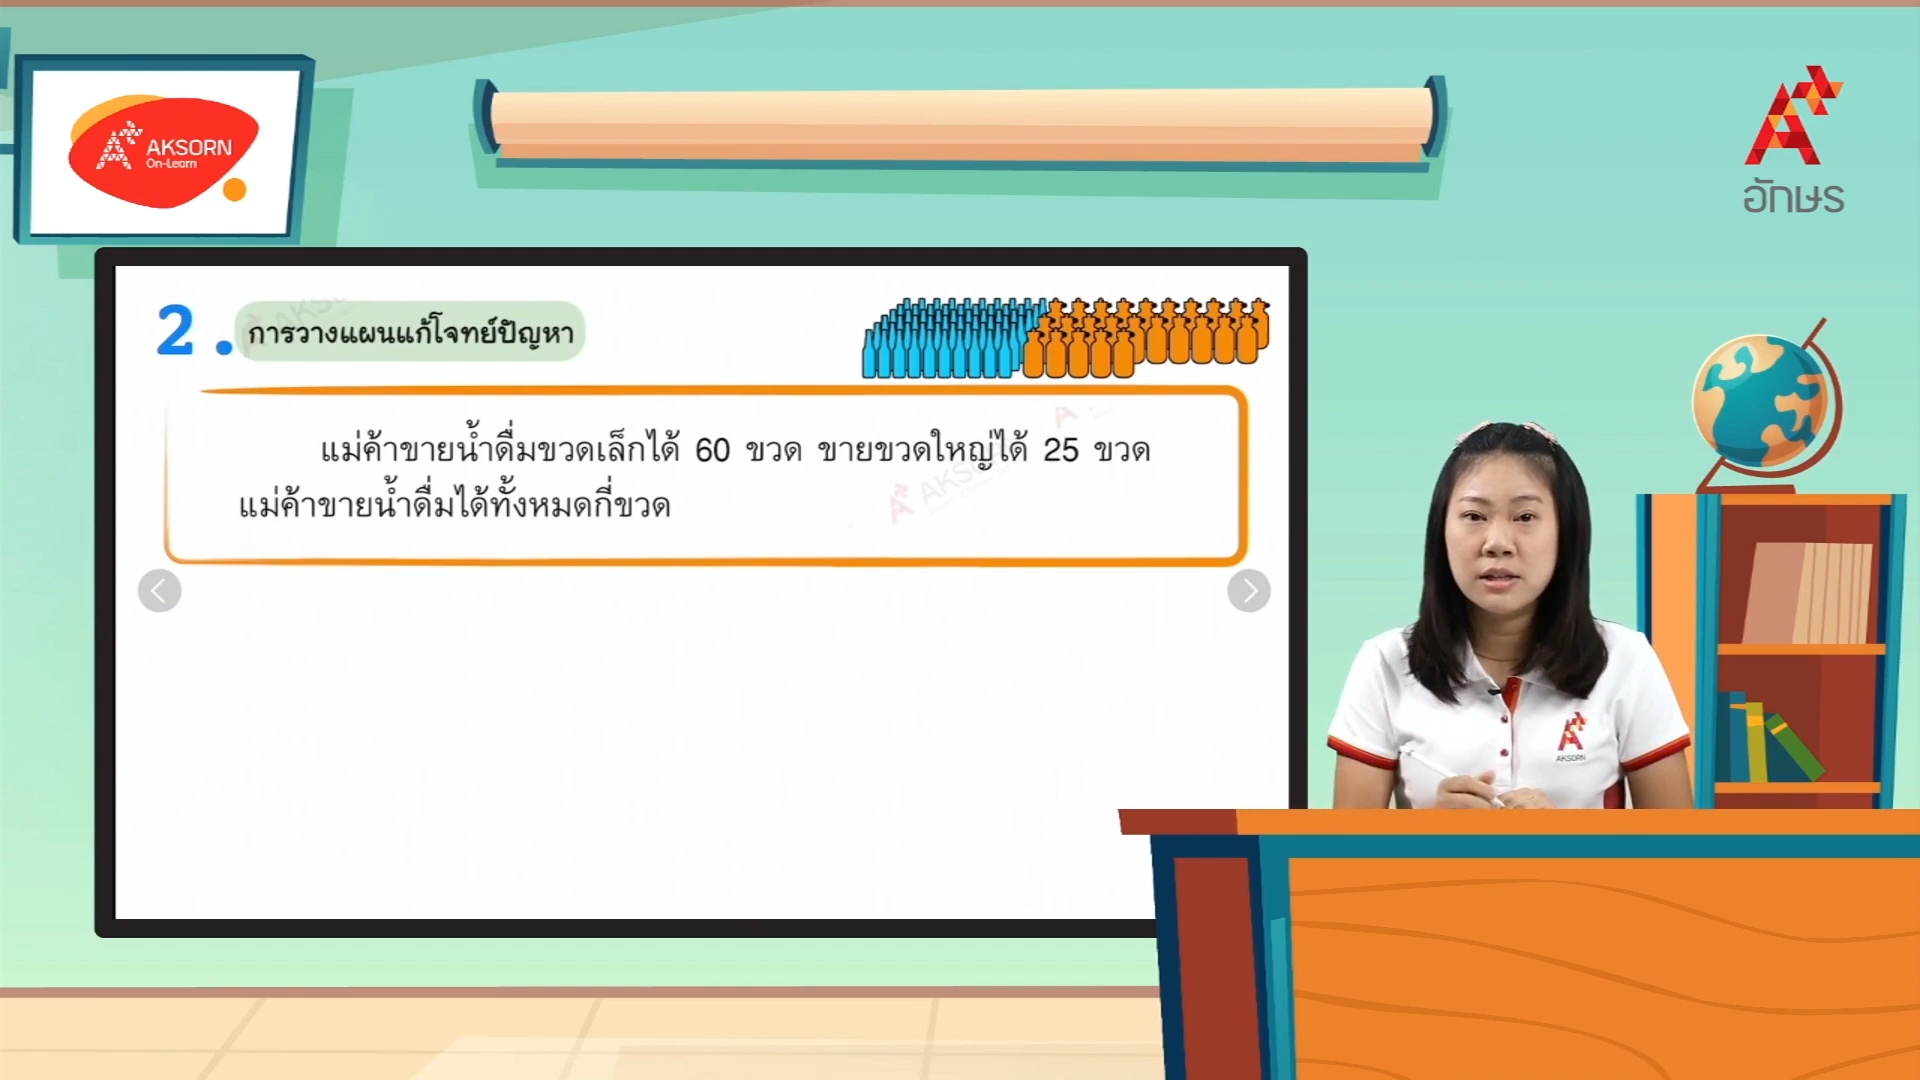 AKSORN
On-Learn
อักษร
2. การวางแผนแก้โจทย์ปัญหา
แม่ค้าขายน้ำดื่มขวดเล็กได้ 60 ขวด ขายขวดใหญ่ได้ 25 ขวด
แม่ค้าขายน้ำดื่มได้ทั้งหมดกี่ขวด
AKSORN